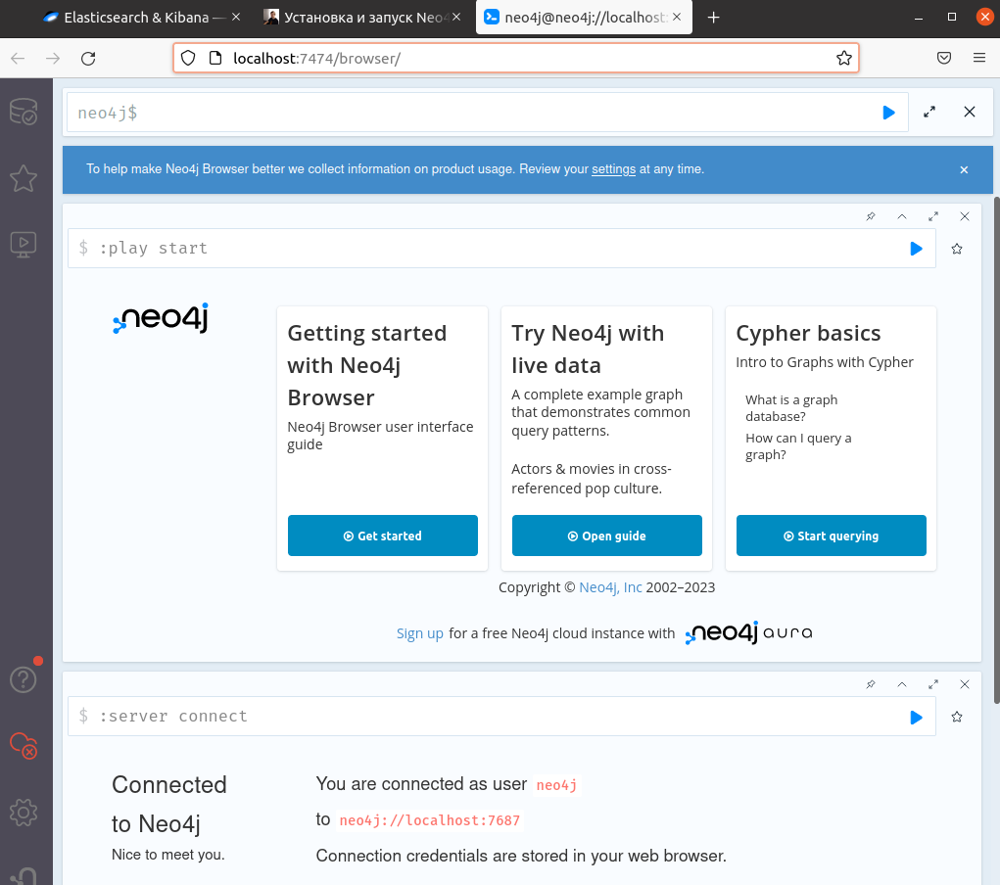 Elasticsearch & Kibana —
Установка и запуск Neo4
neo4j@neo4j://localhost:
localhost:7474/browser/
neo4j$
To help make Neo4j Browser better we collect information on product usage. Review your settings at any time.
$ :play start
neo4j
Getting started
with Neo4j
Browser
Neo4j Browser user interface
guide
Get started
Try Neo4j with
live data
A complete example graph
that demonstrates common
query patterns.
Actors & movies in cross-
referenced pop culture.
Open guide
Cypher basics
Intro to Graphs with Cypher
What is a graph
database?
How can I query a
graph?
Start querying
Copyright © Neo4j, Inc 2002–2023
Sign up for a free Neo4j cloud instance with neo4j aura
$ :server connect
Connected
to Neo4j
Nice to meet you.
You are connected as user neo4j
to neo4j://localhost:7687
Connection credentials are stored in your web browser.